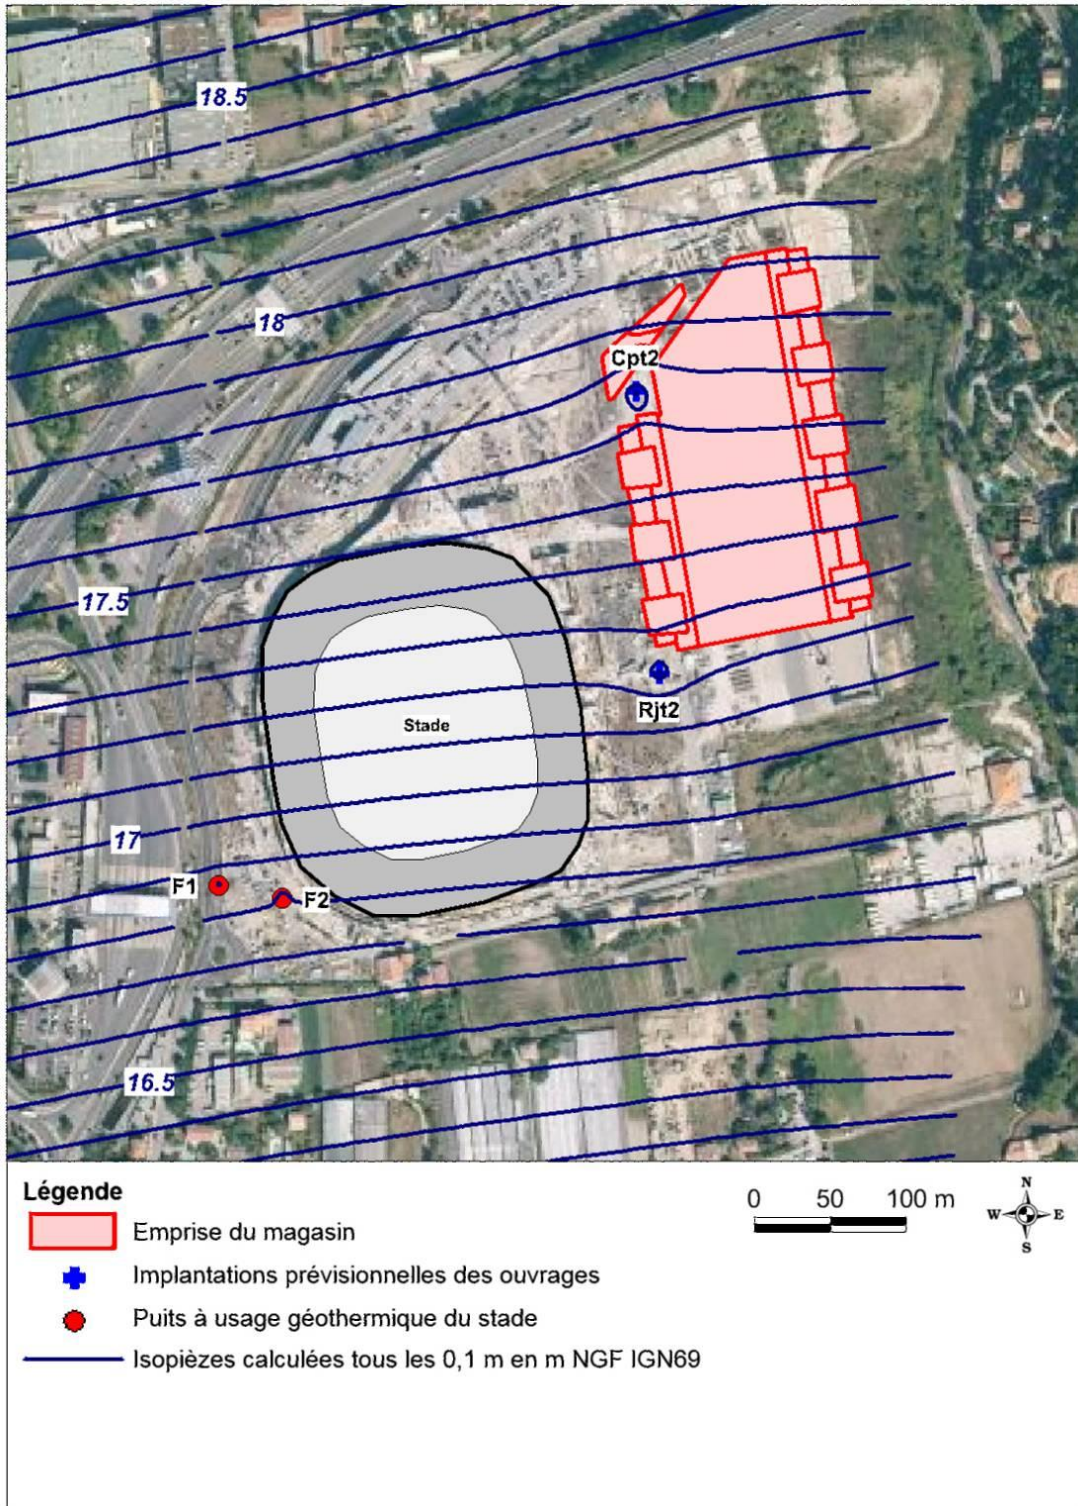 18.5
18
Cpt2
17.5
Rjt2
Stade
17
F1
F2
16.5
Légende
Emprise du magasin
Implantations prévisionnelles des ouvrages
Puits à usage géothermique du stade
Isopièzes calculées tous les 0,1 m en m NGF IGN69
0 50 100 m
N
W E
S